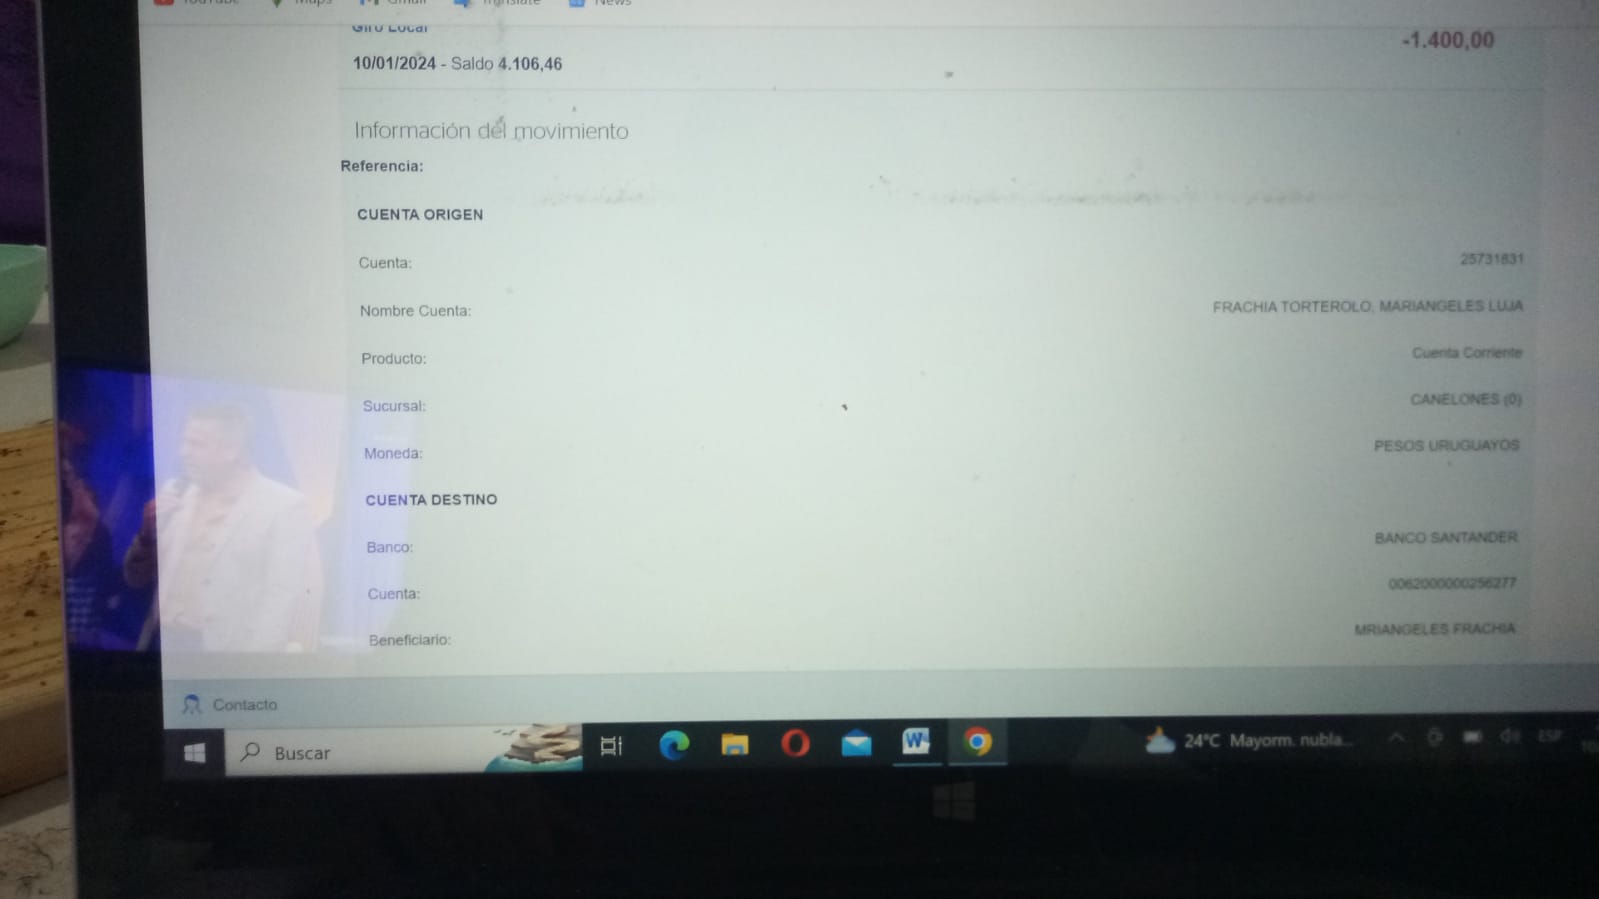 YouTube
Maps
Gmail
Translate
News
Giro Local
-1.400,00
10/01/2024 - Saldo 4.106,46
Información del movimiento
Referencia:
CUENTA ORIGEN
Cuenta: 25731831
Nombre Cuenta: FRACHIA TORTEROLO, MARIANGELES LUJA
Producto: Cuenta Corriente
Sucursal: CANELONES (0)
Moneda: PESOS URUGUAYOS
CUENTA DESTINO
Banco: BANCO SANTANDER
Cuenta: 0062000000256277
Beneficiario: MRIANGELES FRACHIA
Contacto
Buscar
W
24°C Mayorm. nubla...
ESP